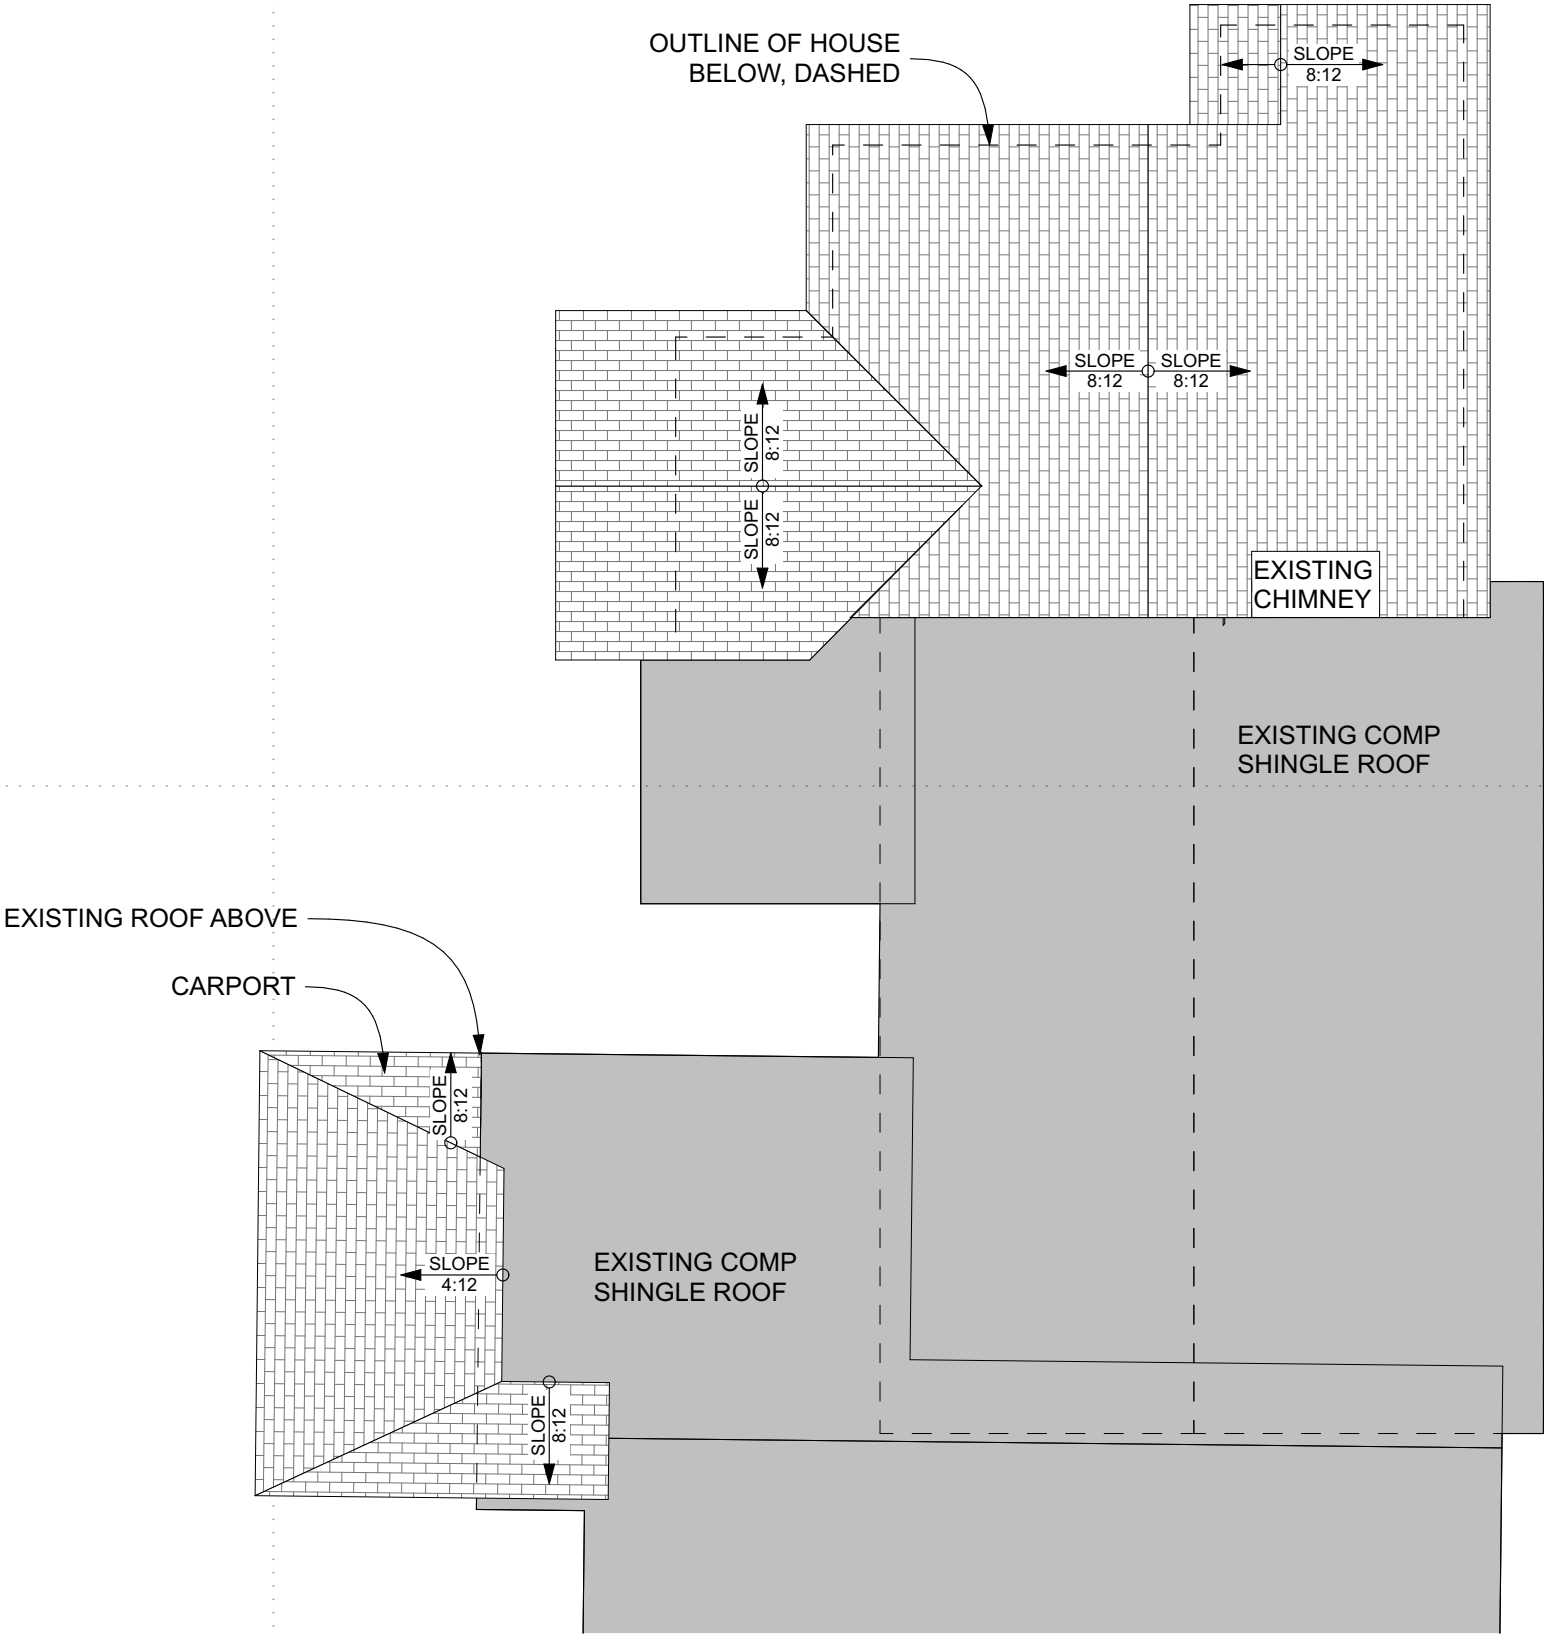 OUTLINE OF HOUSE
BELOW, DASHED
SLOPE
8:12
SLOPE
8:12
SLOPE
8:12
SLOPE
8:12
SLOPE
8:12
EXISTING
CHIMNEY
EXISTING COMP
SHINGLE ROOF
EXISTING ROOF ABOVE
CARPORT
SLOPE
8:12
SLOPE
4:12
EXISTING COMP
SHINGLE ROOF
SLOPE
8:12